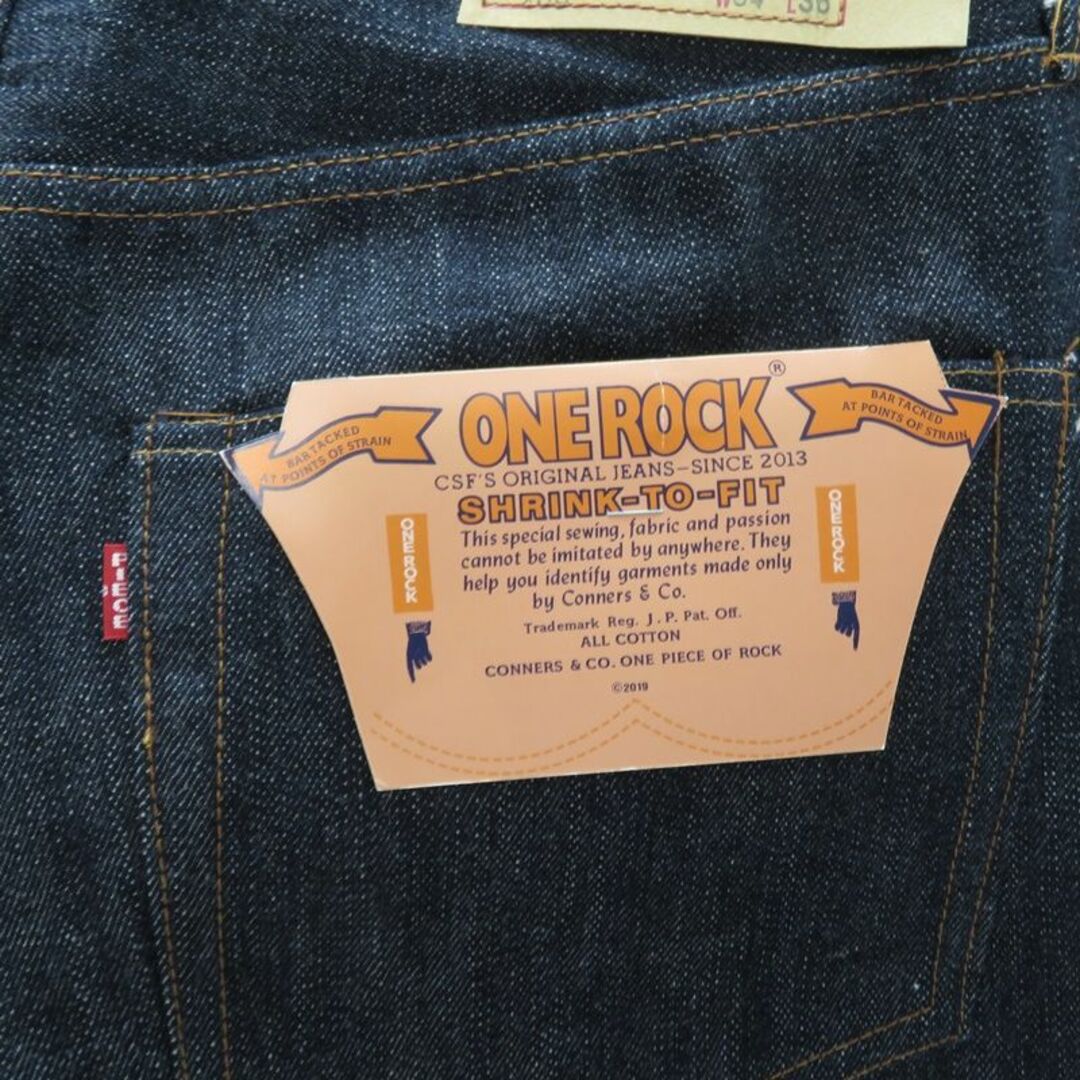 W34 L36
ONE ROCK®
BAR TACKED
AT POINTS OF STRAIN
BAR TACKED
AT POINTS OF STRAIN
CSF'S ORIGINAL JEANS-SINCE 2013
SHRINK-TO-FIT
This special sewing, fabric and passion
cannot be imitated by anywhere. They
help you identify garments made only
by Conners & Co.
ONE ROCK
ONE ROCK
Trademark Reg. J. P. Pat. Off.
ALL COTTON
CONNERS & CO. ONE PIECE OF ROCK
©2019
PIECE